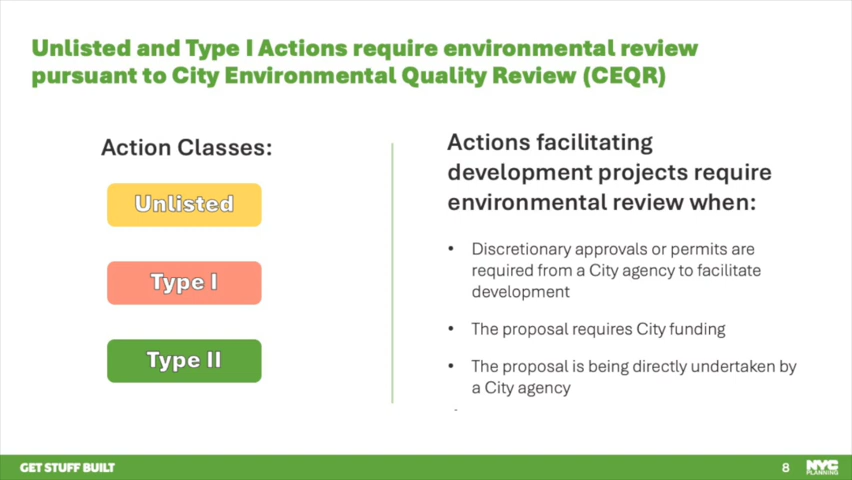 Unlisted and Type I Actions require environmental review
pursuant to City Environmental Quality Review (CEQR)
Action Classes:
Unlisted
Type I
Type II
Actions facilitating
development projects require
environmental review when:
• Discretionary approvals or permits are
required from a City agency to facilitate
development
• The proposal requires City funding
• The proposal is being directly undertaken by
a City agency
GET STUFF BUILT
8
NYC
PLANNING